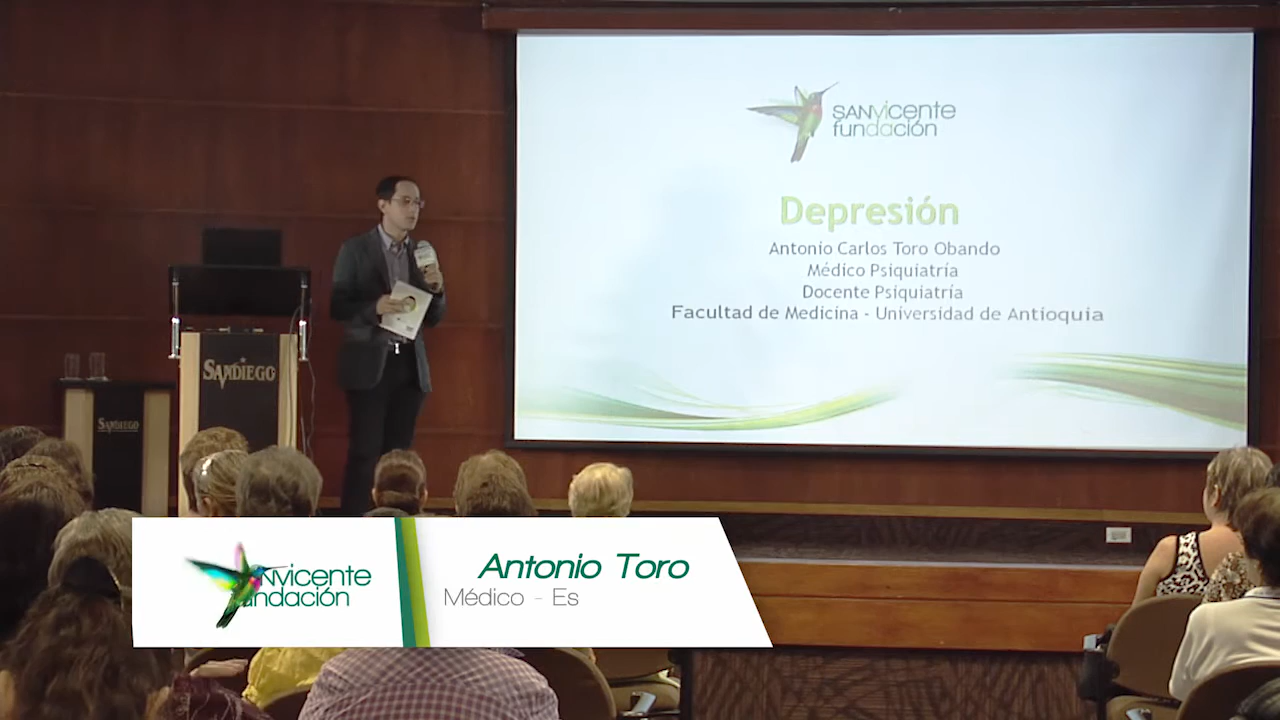 SANVICENTE
fundación
Depresión
Antonio Carlos Toro Obando
Médico Psiquiatría
Docente Psiquiatría
Facultad de Medicina - Universidad de Antioquia
SANDIEGO
SANDIEGO
NVICENTE
undación
Antonio Toro
Médico - Es